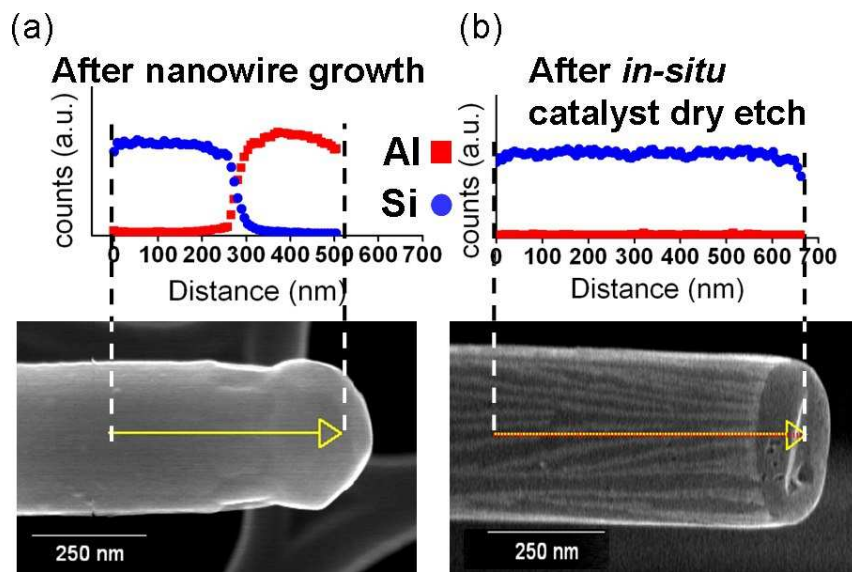 (a)
After nanowire growth
counts (a.u.)
0 100 200 300 400 500 600 700
Distance (nm)
Al
Si
250 nm
(b)
After in-situ
catalyst dry etch
counts (a.u.)
0 100 200 300 400 500 600 700
Distance (nm)
250 nm